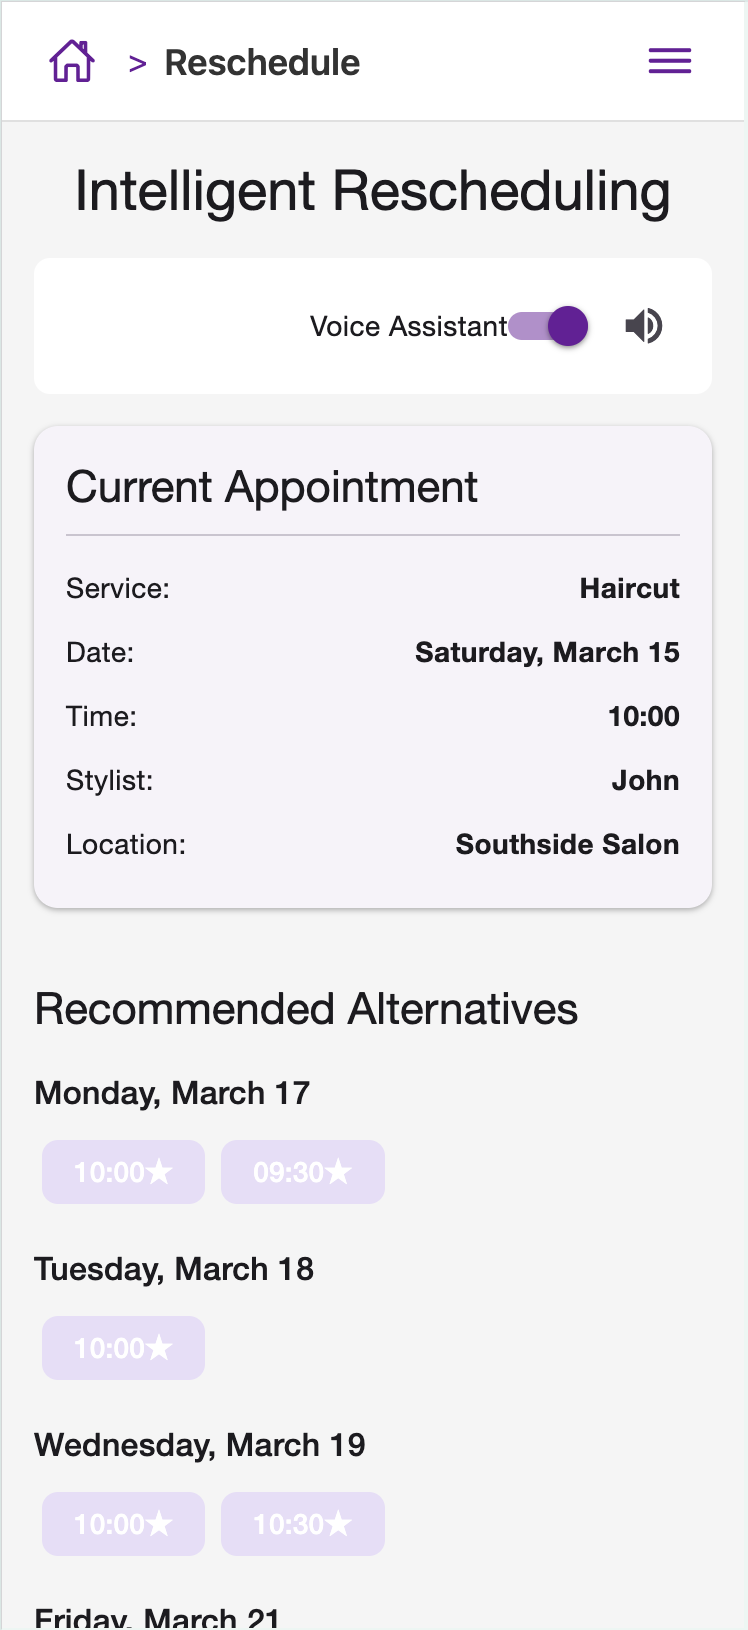 > Reschedule
Intelligent Rescheduling
Voice Assistant
Current Appointment
Service: Haircut
Date: Saturday, March 15
Time: 10:00
Stylist: John
Location: Southside Salon
Recommended Alternatives
Monday, March 17
10:00★ 09:30★
Tuesday, March 18
10:00★
Wednesday, March 19
10:00★ 10:30★
Friday, March 21